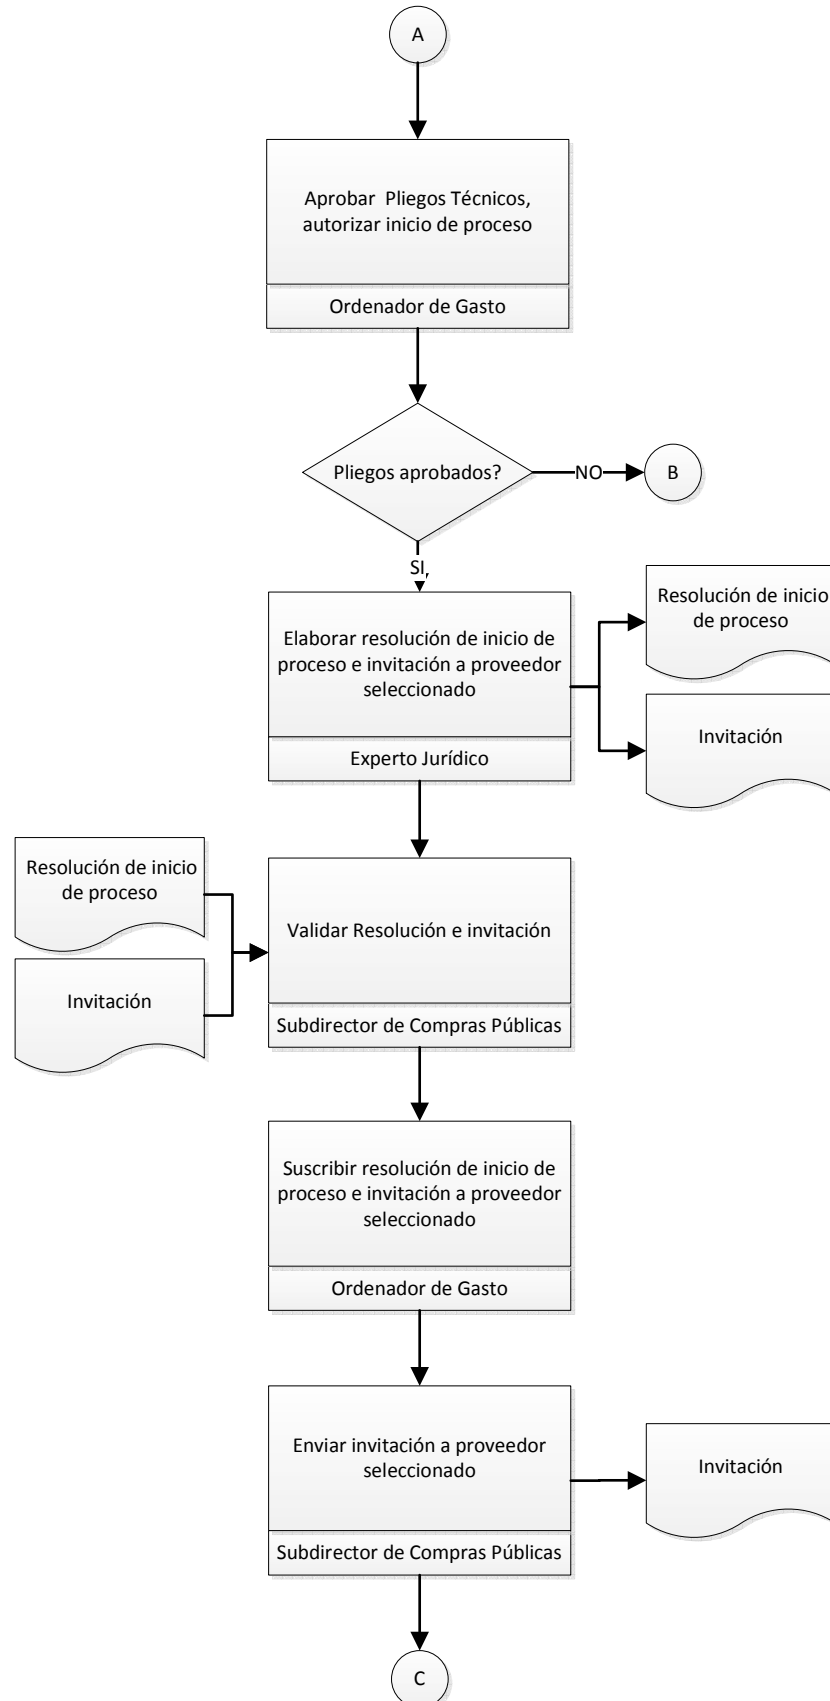 A
Aprobar  Pliegos Técnicos,
autorizar inicio de proceso
Ordenador de Gasto
Pliegos aprobados?
NO
B
SI,
Elaborar resolución de inicio de
proceso e invitación a proveedor
seleccionado
Experto Jurídico
Resolución de inicio
de proceso
Invitación
Resolución de inicio
de proceso
Invitación
Validar Resolución e invitación
Subdirector de Compras Públicas
Suscribir resolución de inicio de
proceso e invitación a proveedor
seleccionado
Ordenador de Gasto
Enviar invitación a proveedor
seleccionado
Subdirector de Compras Públicas
Invitación
C